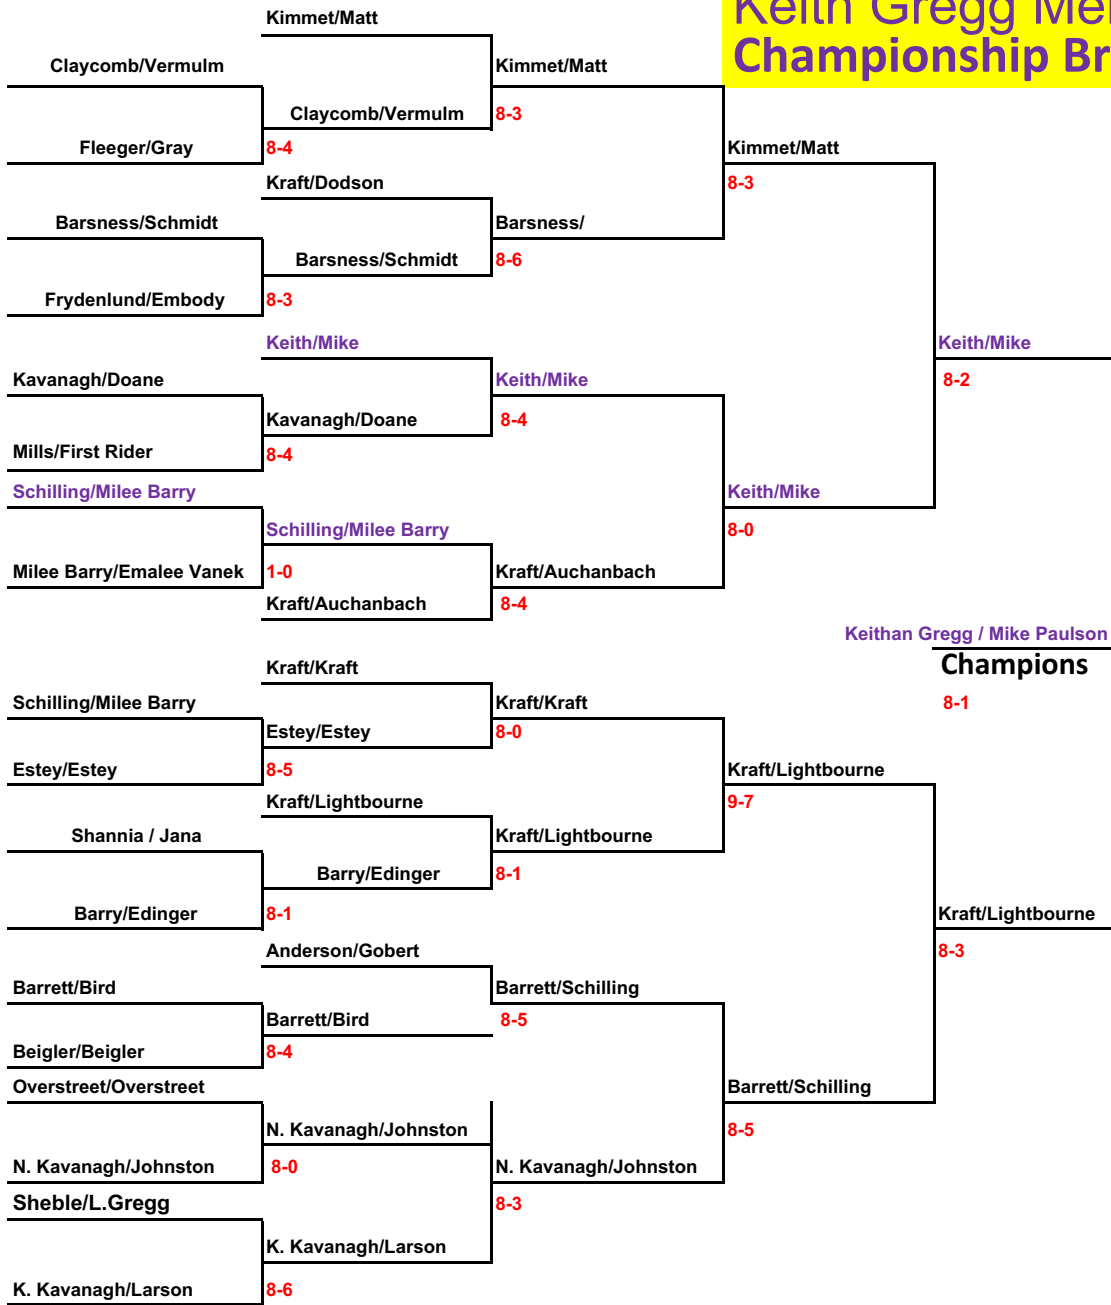 Kimmet/Matt
Keith Gregg
Championship
Claycomb/Vermulm
Kimmet/Matt
Claycomb/Vermulm
8-3
Fleeger/Gray
8-4
Kimmet/Matt
Kraft/Dodson
8-3
Barsness/Schmidt
Barsness/
Barsness/Schmidt
8-6
Frydenlund/Embody
8-3
Keith/Mike
Keith/Mike
Kavanagh/Doane
Keith/Mike
8-2
Kavanagh/Doane
8-4
Mills/First Rider
8-4
Schilling/Milee Barry
Keith/Mike
Schilling/Milee Barry
8-0
Milee Barry/Emalee Vanek
1-0
Kraft/Auchanbach
Kraft/Auchanbach
8-4
Keithan Gregg / Mike Paulson
Champions
Kraft/Kraft
Schilling/Milee Barry
Kraft/Kraft
8-1
Estey/Estey
8-0
Estey/Estey
8-5
Kraft/Lightbourne
Kraft/Lightbourne
9-7
Shannia / Jana
Kraft/Lightbourne
Barry/Edinger
8-1
Barry/Edinger
8-1
Kraft/Lightbourne
Anderson/Gobert
8-3
Barrett/Bird
Barrett/Schilling
Barrett/Bird
8-5
Beigler/Beigler
8-4
Overstreet/Overstreet
Barrett/Schilling
N. Kavanagh/Johnston
8-5
N. Kavanagh/Johnston
8-0
N. Kavanagh/Johnston
Sheble/L.Gregg
8-3
K. Kavanagh/Larson
K. Kavanagh/Larson
8-6